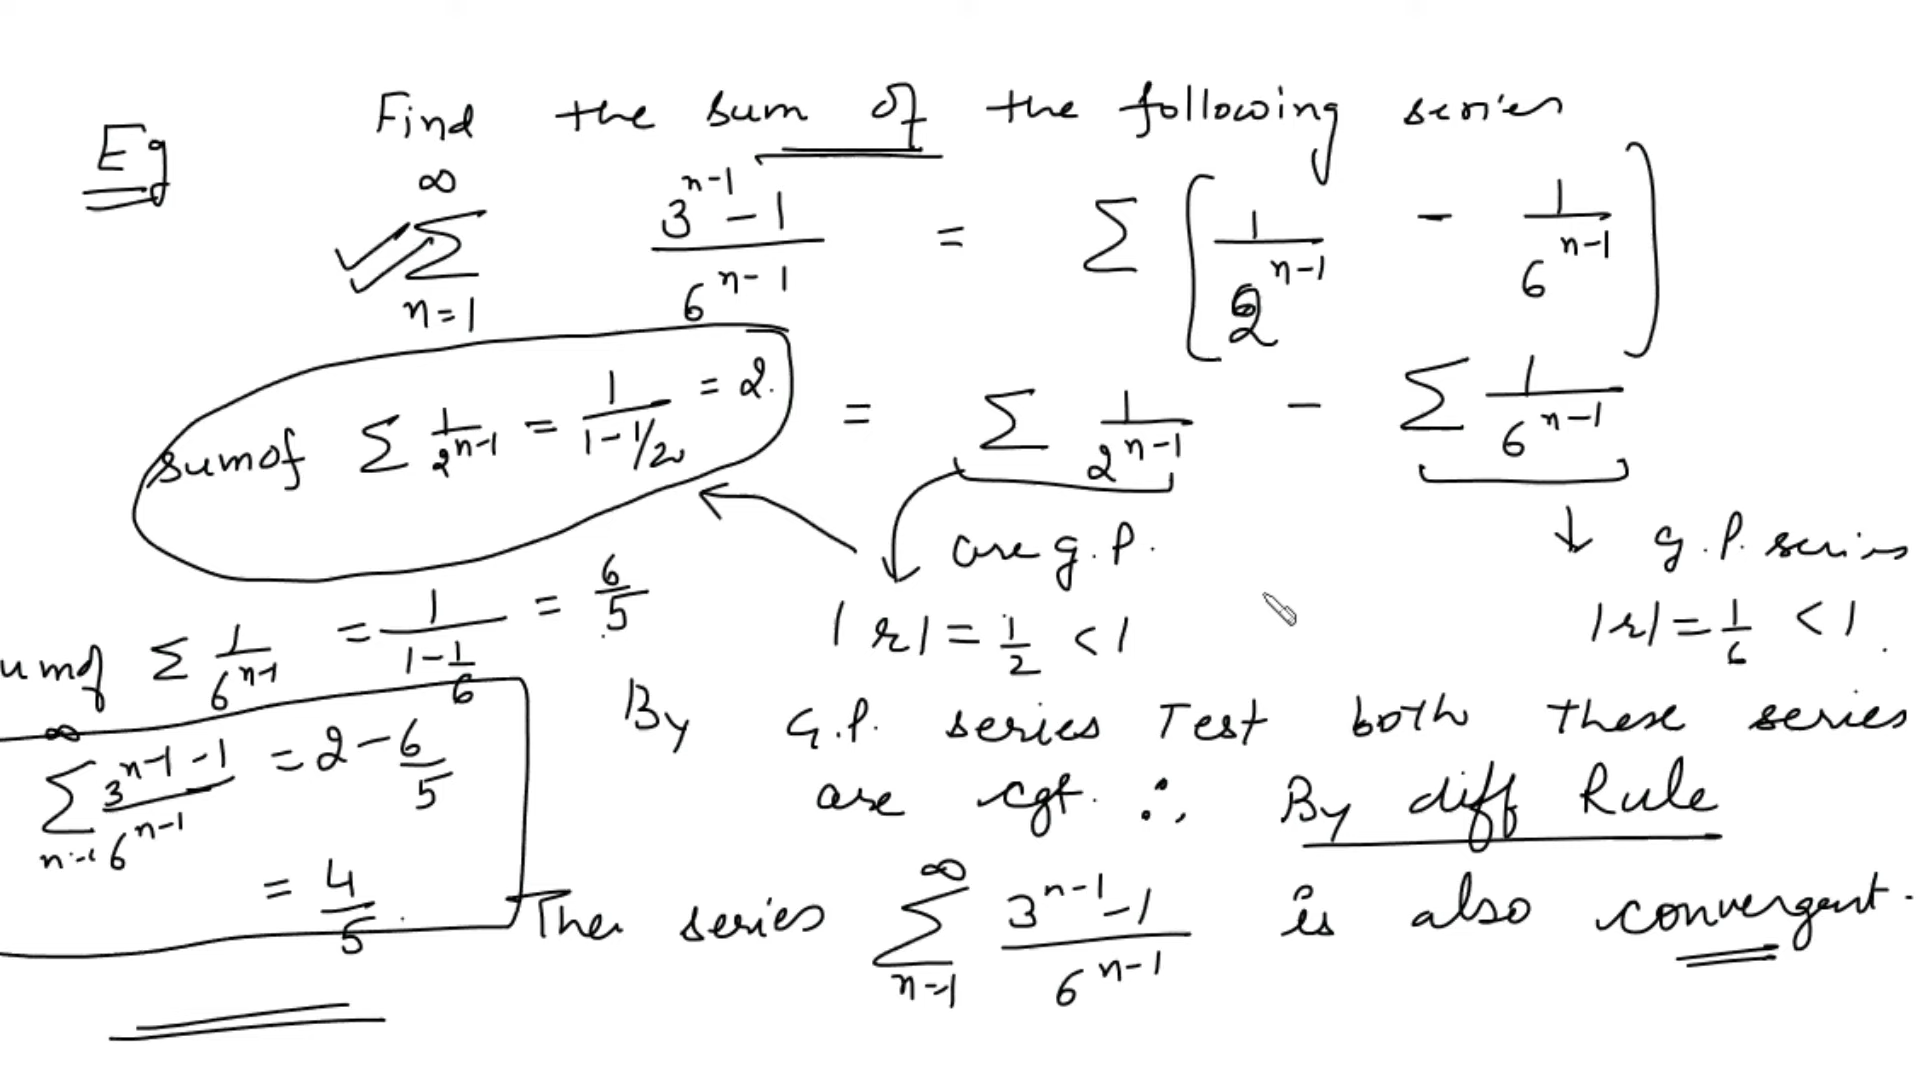 Eg Find the sum of the following series
∞
∑ 3^{n-1} - 1 / 6^{n-1} = ∑ [ 1 / 2^{n-1} - 1 / 6^{n-1} ]
n=1
sum of ∑ 1 / 2^{n-1} = 1 / 1 - 1/2 = 2.
= ∑ 1 / 2^{n-1} - ∑ 1 / 6^{n-1}
are G.P.
G.P. series
|r| = 1/2 < 1
|r| = 1/6 < 1.
umof ∑ 1 / 6^{n-1} = 1 / 1 - 1/6 = 6/5
By G.P. series Test both these series
are cgt. ∴ By diff Rule
The series ∑_{n=1}^{∞} 3^{n-1} - 1 / 6^{n-1} is also convergent.
∑_{n=1}^{∞} 3^{n-1} - 1 / 6^{n-1} = 2 - 6/5
= 4/5.